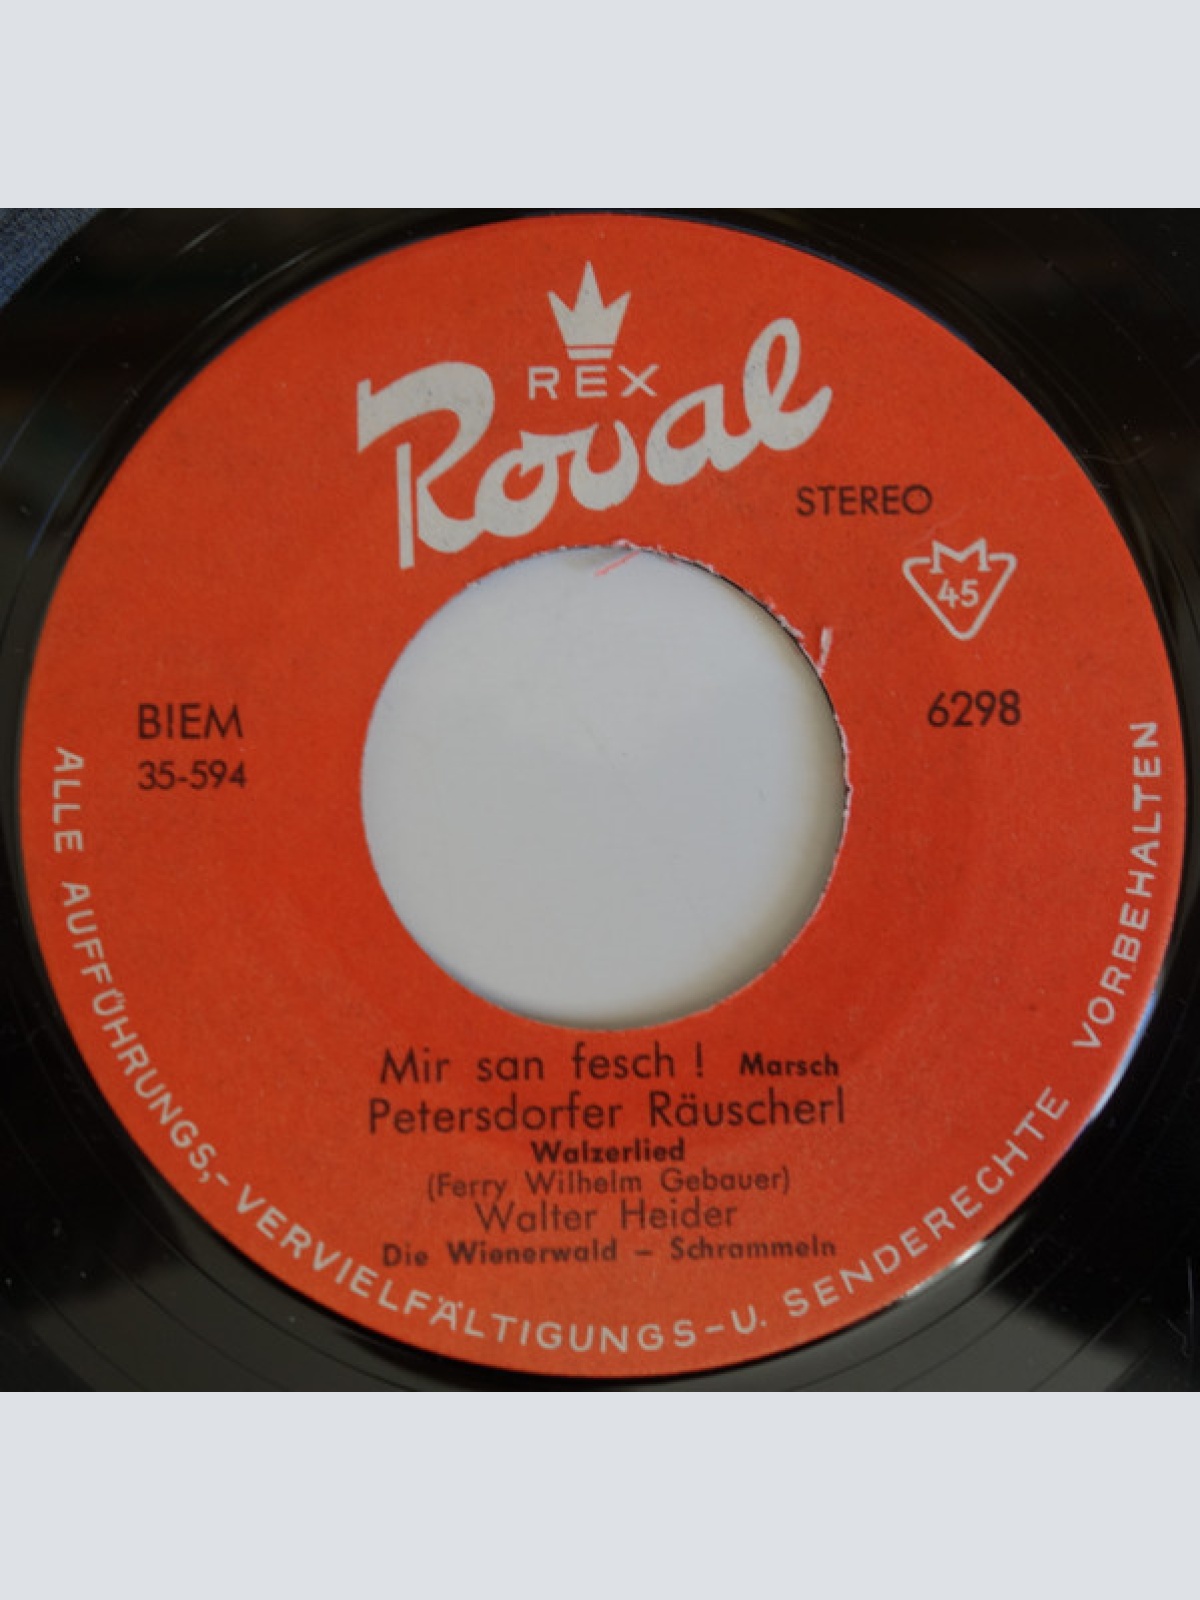 REX
Royal
STEREO
M
45
BIEM
35-594
6298
Mir san fesch ! Marsch
Petersdorfer Räuscherl
Walzerlied
(Ferry Wilhelm Gebauer)
Walter Heider
Die Wienerwald – Schrammeln
ALLE AUFFÜHRUNGS,- VERVIELFÄLTIGUNGS-U. SENDERECHTE VORBEHALTEN